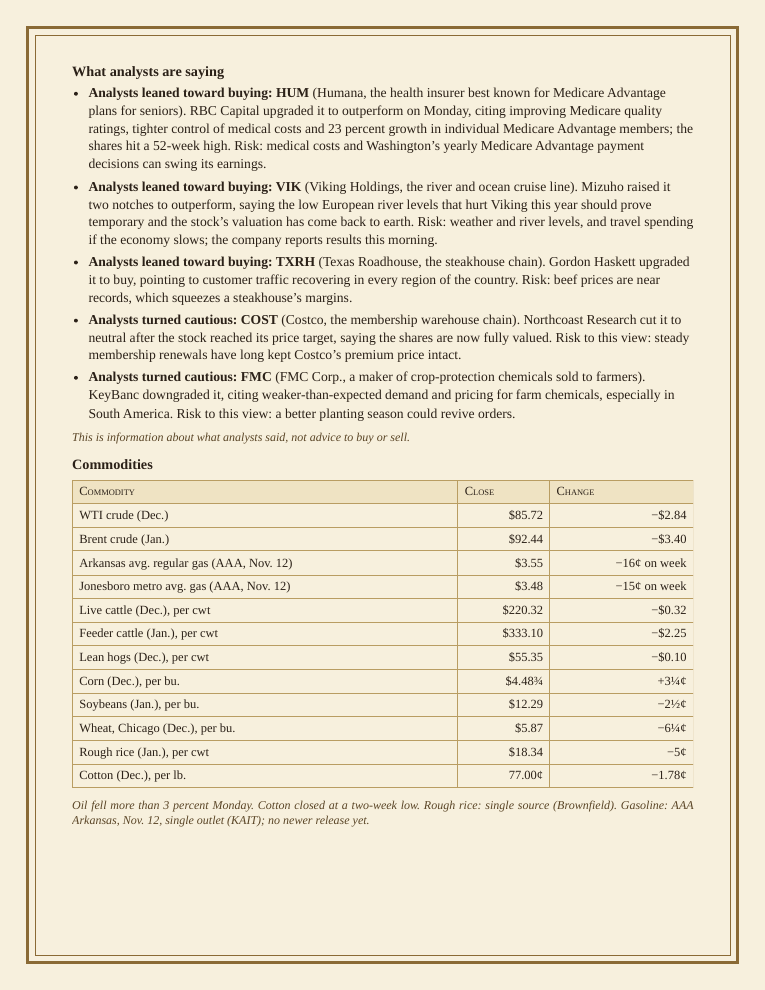 What analysts are saying
• Analysts leaned toward buying: HUM (Humana, the health insurer best known for Medicare Advantage
plans for seniors). RBC Capital upgraded it to outperform on Monday, citing improving Medicare quality
ratings, tighter control of medical costs and 23 percent growth in individual Medicare Advantage members; the
shares hit a 52-week high. Risk: medical costs and Washington’s yearly Medicare Advantage payment
decisions can swing its earnings.
• Analysts leaned toward buying: VIK (Viking Holdings, the river and ocean cruise line). Mizuho raised it
two notches to outperform, saying the low European river levels that hurt Viking this year should prove
temporary and the stock’s valuation has come back to earth. Risk: weather and river levels, and travel spending
if the economy slows; the company reports results this morning.
• Analysts leaned toward buying: TXRH (Texas Roadhouse, the steakhouse chain). Gordon Haskett upgraded
it to buy, pointing to customer traffic recovering in every region of the country. Risk: beef prices are near
records, which squeezes a steakhouse’s margins.
• Analysts turned cautious: COST (Costco, the membership warehouse chain). Northcoast Research cut it to
neutral after the stock reached its price target, saying the shares are now fully valued. Risk to this view: steady
membership renewals have long kept Costco’s premium price intact.
• Analysts turned cautious: FMC (FMC Corp., a maker of crop-protection chemicals sold to farmers).
KeyBanc downgraded it, citing weaker-than-expected demand and pricing for farm chemicals, especially in
South America. Risk to this view: a better planting season could revive orders.
This is information about what analysts said, not advice to buy or sell.
Commodities
Commodity Close Change
WTI crude (Dec.) $85.72 −$2.84
Brent crude (Jan.) $92.44 −$3.40
Arkansas avg. regular gas (AAA, Nov. 12) $3.55 −16¢ on week
Jonesboro metro avg. gas (AAA, Nov. 12) $3.48 −15¢ on week
Live cattle (Dec.), per cwt $220.32 −$0.32
Feeder cattle (Jan.), per cwt $333.10 −$2.25
Lean hogs (Dec.), per cwt $55.35 −$0.10
Corn (Dec.), per bu. $4.48¾ +3¼¢
Soybeans (Jan.), per bu. $12.29 −2½¢
Wheat, Chicago (Dec.), per bu. $5.87 −6¼¢
Rough rice (Jan.), per cwt $18.34 −5¢
Cotton (Dec.), per lb. 77.00¢ −1.78¢
Oil fell more than 3 percent Monday. Cotton closed at a two-week low. Rough rice: single source (Brownfield). Gasoline: AAA
Arkansas, Nov. 12, single outlet (KAIT); no newer release yet.